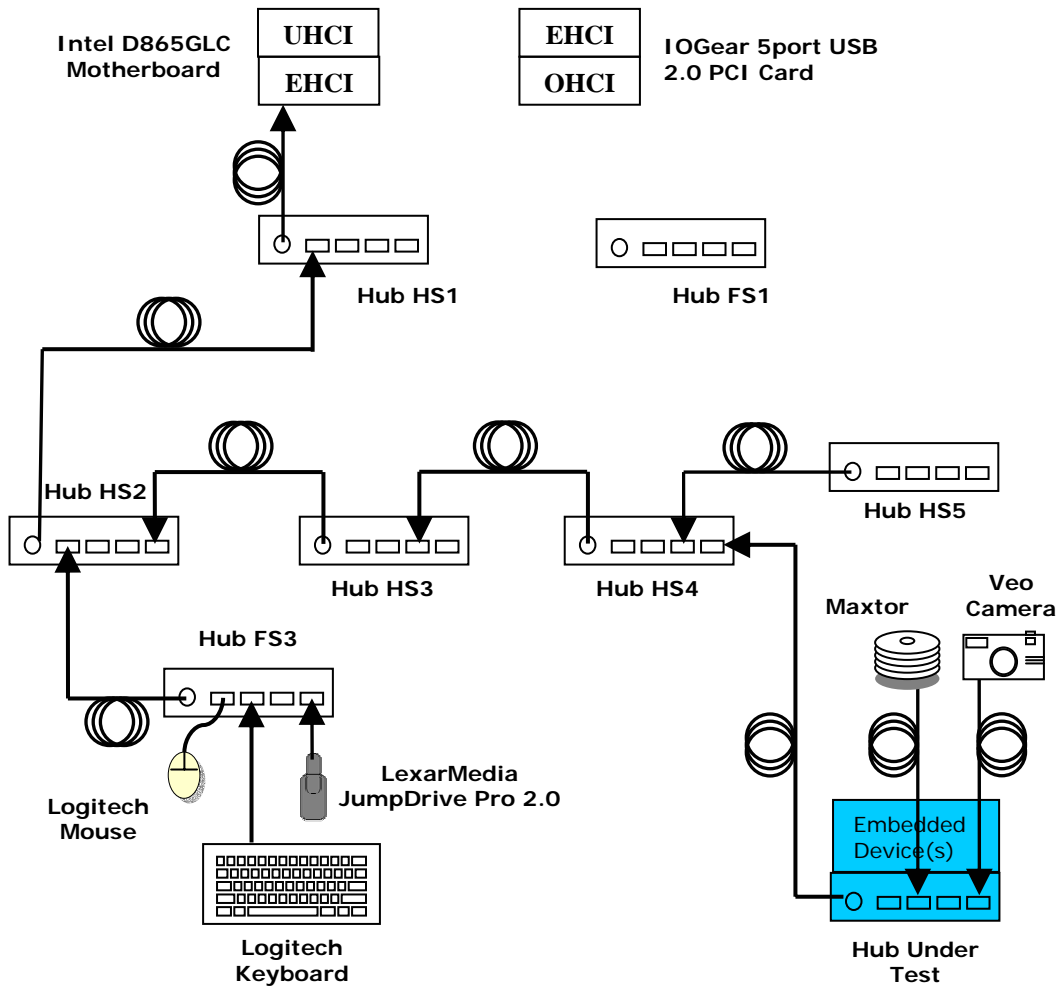 Intel D865GLC
Motherboard
UHCI
EHCI
EHCI
OHCI
IOGear 5port USB
2.0 PCI Card
Hub HS1
Hub FS1
Hub HS2
Hub HS3
Hub HS4
Hub HS5
Maxtor
Veo
Camera
Hub FS3
Logitech
Mouse
LexarMedia
JumpDrive Pro 2.0
Embedded
Device(s)
Logitech
Keyboard
Hub Under
Test